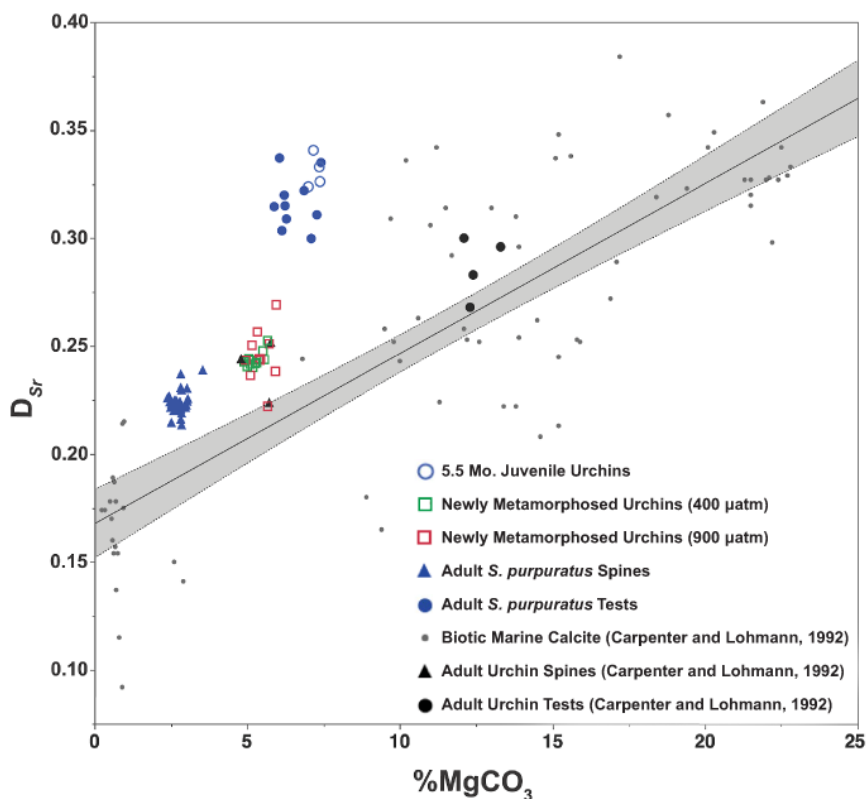 0.40
0.35
0.30
0.25
0.20
0.15
0.10
D_Sr
5.5 Mo. Juvenile Urchins
Newly Metamorphosed Urchins (400 µatm)
Newly Metamorphosed Urchins (900 µatm)
Adult S. purpuratus Spines
Adult S. purpuratus Tests
Biotic Marine Calcite (Carpenter and Lohmann, 1992)
Adult Urchin Spines (Carpenter and Lohmann, 1992)
Adult Urchin Tests (Carpenter and Lohmann, 1992)
0 5 10 15 20 25
%MgCO₃